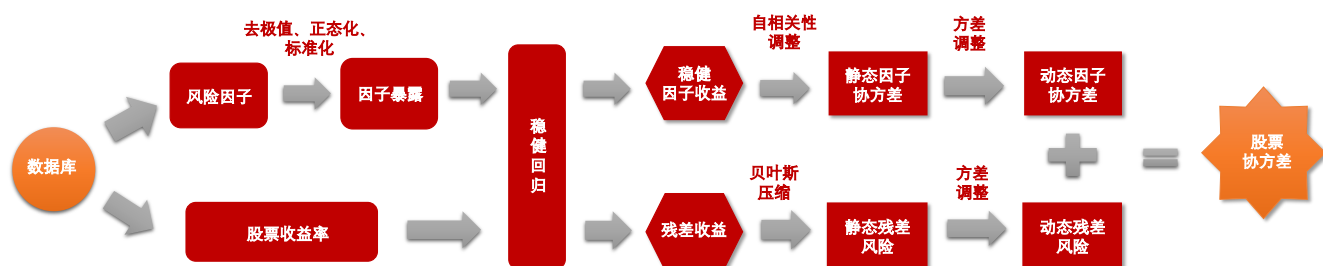 数据库
去极值、正态化、
标准化
风险因子
因子暴露
股票收益率
稳
健
回
归
稳健
因子收益
自相关性
调整
静态因子
协方差
方差
调整
动态因子
协方差
残差收益
贝叶斯
压缩
静态残差
风险
方差
调整
动态残差
风险
股票
协方差